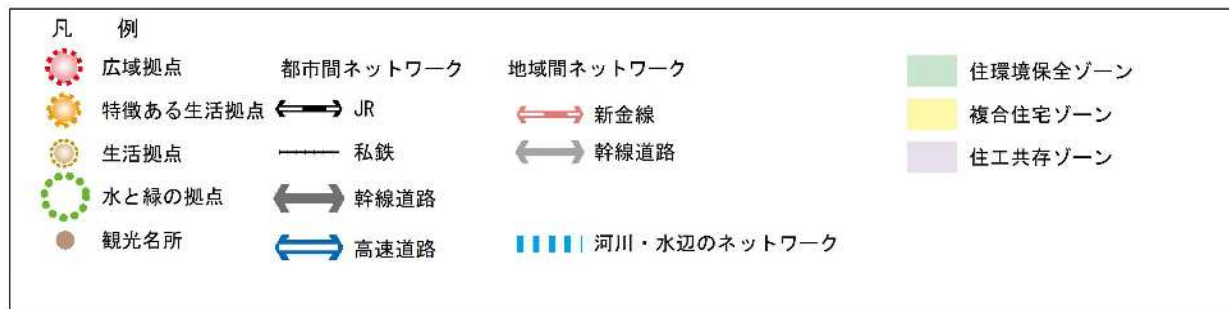 凡 例
広域拠点
特徴ある生活拠点
生活拠点
水と緑の拠点
観光名所
都市間ネットワーク
JR
私鉄
幹線道路
高速道路
地域間ネットワーク
新金線
幹線道路
河川・水辺のネットワーク
住環境保全ゾーン
複合住宅ゾーン
住工共存ゾーン